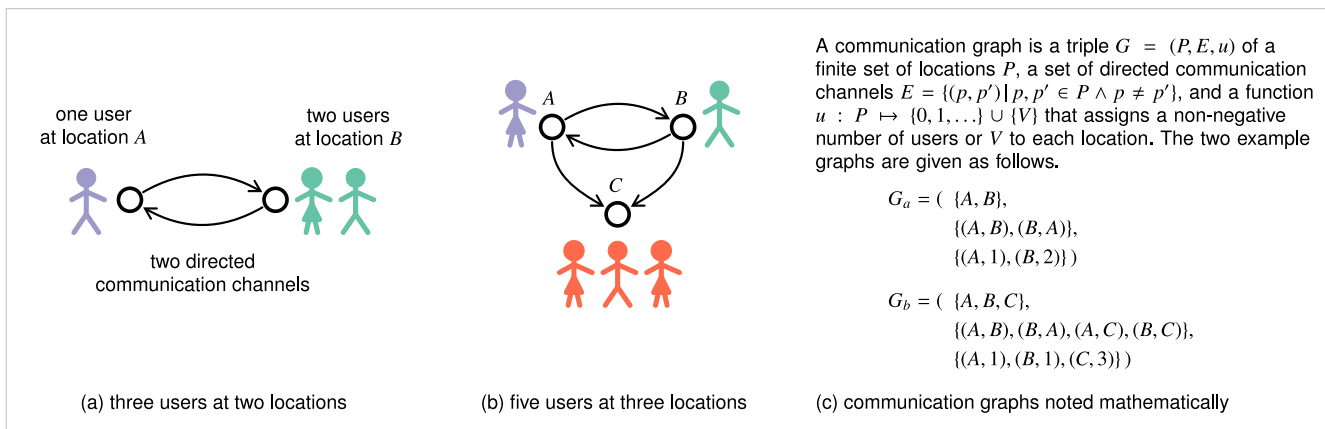 one user
at location A
two users
at location B
two directed
communication channels
(a) three users at two locations
A
B
C
(b) five users at three locations
A communication graph is a triple G = (P, E, u) of a
finite set of locations P, a set of directed communication
channels E = {(p, p′) | p, p′ ∈ P ∧ p ≠ p′}, and a function
u : P ↦ {0, 1, . . .} ∪ {V} that assigns a non-negative
number of users or V to each location. The two example
graphs are given as follows.
G_a = ( {A, B},
{(A, B), (B, A)},
{(A, 1), (B, 2)} )
G_b = ( {A, B, C},
{(A, B), (B, A), (A, C), (B, C)},
{(A, 1), (B, 1), (C, 3)} )
(c) communication graphs noted mathematically